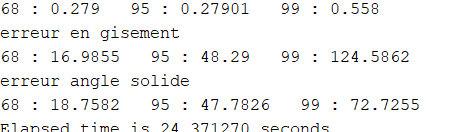 68 : 0.279 95 : 0.27901 99 : 0.558
erreur en gisement
68 : 16.9855 95 : 48.29 99 : 124.5862
erreur angle solide
68 : 18.7582 95 : 47.7826 99 : 72.7255
Elapsed time is 24.371270 seconds